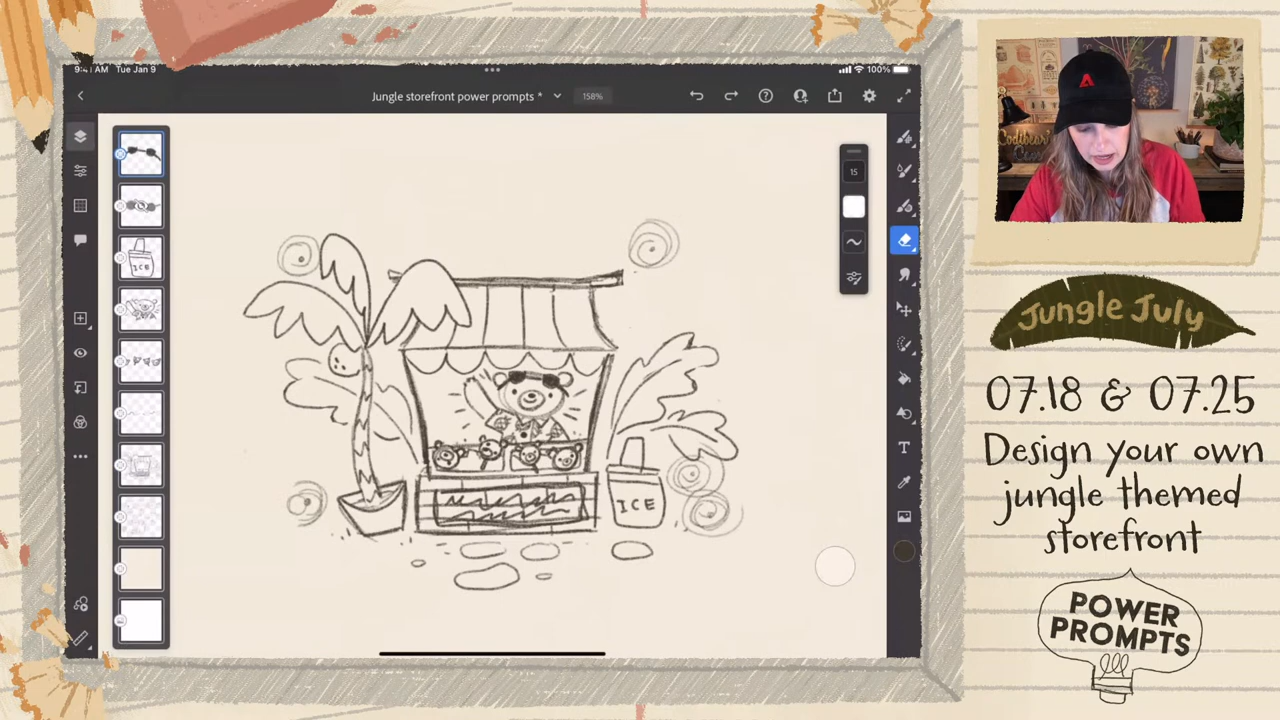 9:41 AM Tue Jan 9
100%
Jungle storefront power prompts *
158%
15
ICE
ICE
Jungle July
07.18 & 07.25
Design your own
jungle themed
storefront
POWER
PROMPTS